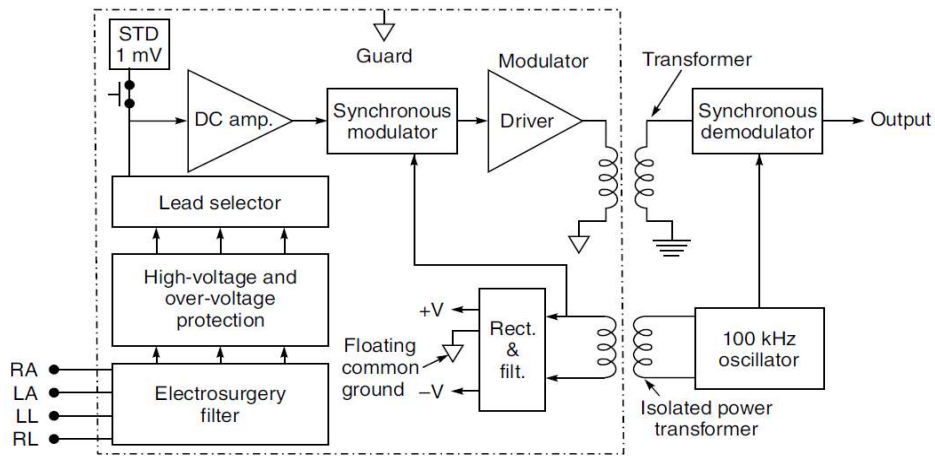 STD
1 mV
Guard
Modulator
Transformer
DC amp.
Synchronous
modulator
Driver
Synchronous
demodulator
Output
Lead selector
High-voltage and
over-voltage
protection
+V
Floating
common
ground
–V
Rect.
&
filt.
100 kHz
oscillator
RA
LA
LL
RL
Electrosurgery
filter
Isolated power
transformer